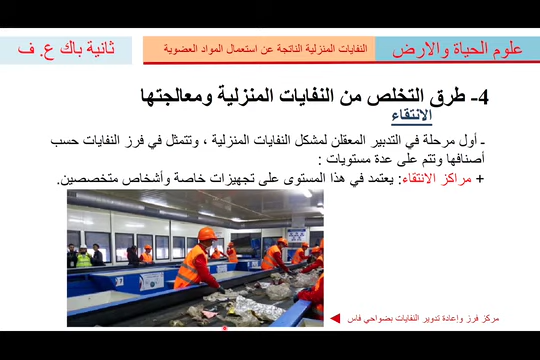 علوم الحياة والارض
النفايات المنزلية الناتجة عن استعمال المواد العضوية
ثانية باك ع. ف
4- طرق التخلص من النفايات المنزلية ومعالجتها
الانتقاء
- أول مرحلة في التدبير المعقلن لمشكل النفايات المنزلية ، وتتمثل في فرز النفايات حسب
أصنافها وتتم على عدة مستويات :
+ مراكز الانتقاء: يعتمد في هذا المستوى على تجهيزات خاصة وأشخاص متخصصين.
مركز فرز وإعادة تدوير النفايات بضواحي فاس